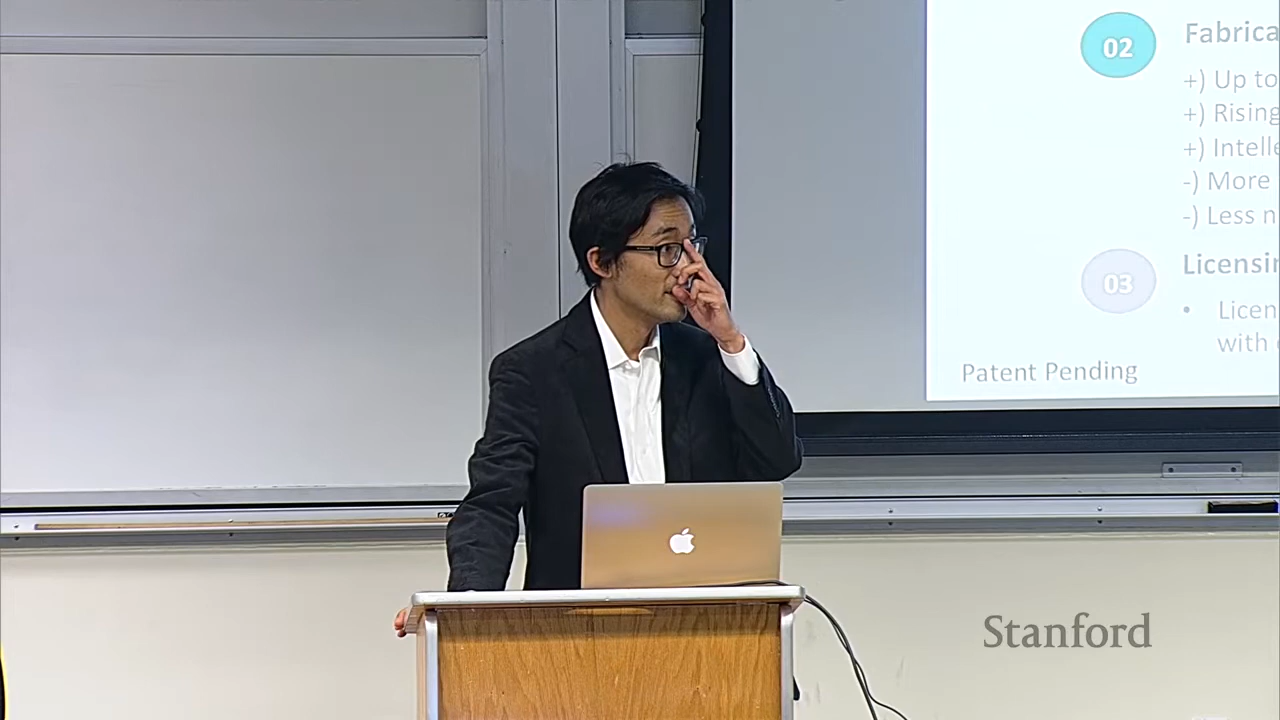 02
Fabrica
+) Up to
+) Rising
+) Intelle
-) More
-) Less n
03
Licensin
• Licen
with
Patent Pending
Stanford